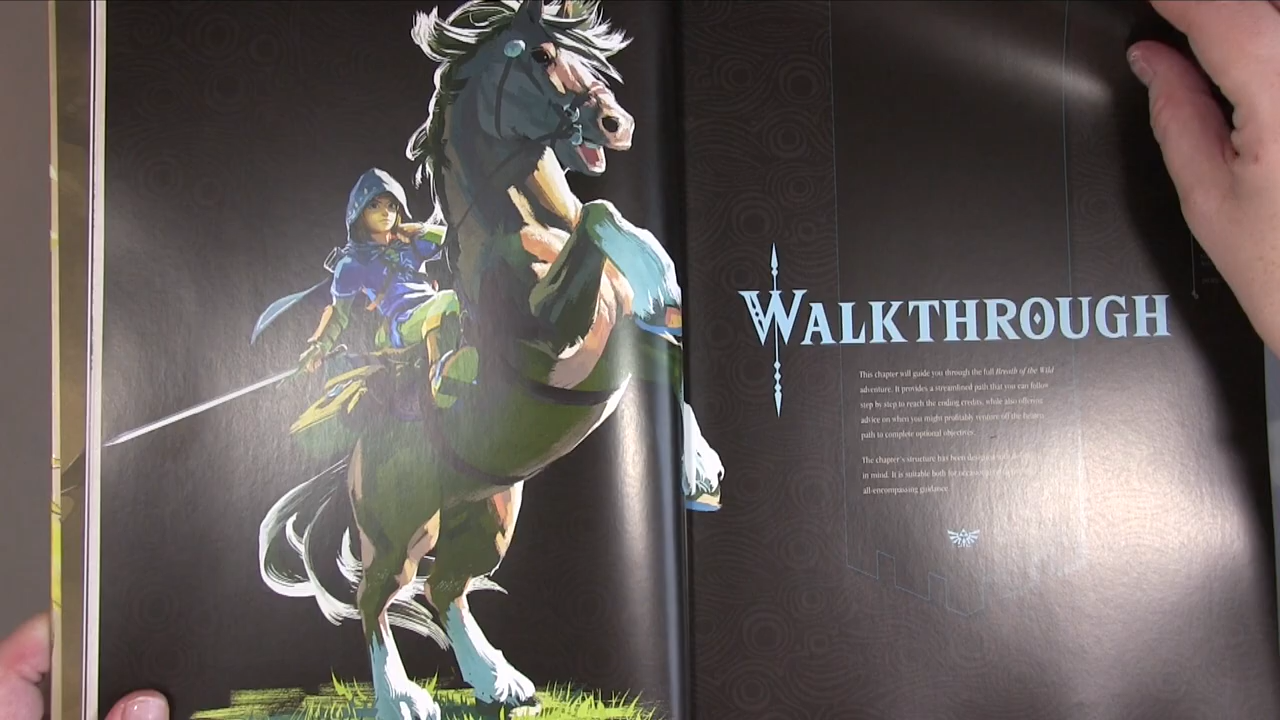 WALKTHROUGH
This chapter will guide you through the full Breath of the Wild
adventure. It provides a streamlined path that you can follow
step by step to reach the ending credits, while also offering
advice on when you might profitably venture off the beaten
path to complete optional objectives.
The chapter's structure has been
in mind. It is suitable both for
all-encompassing guidance.